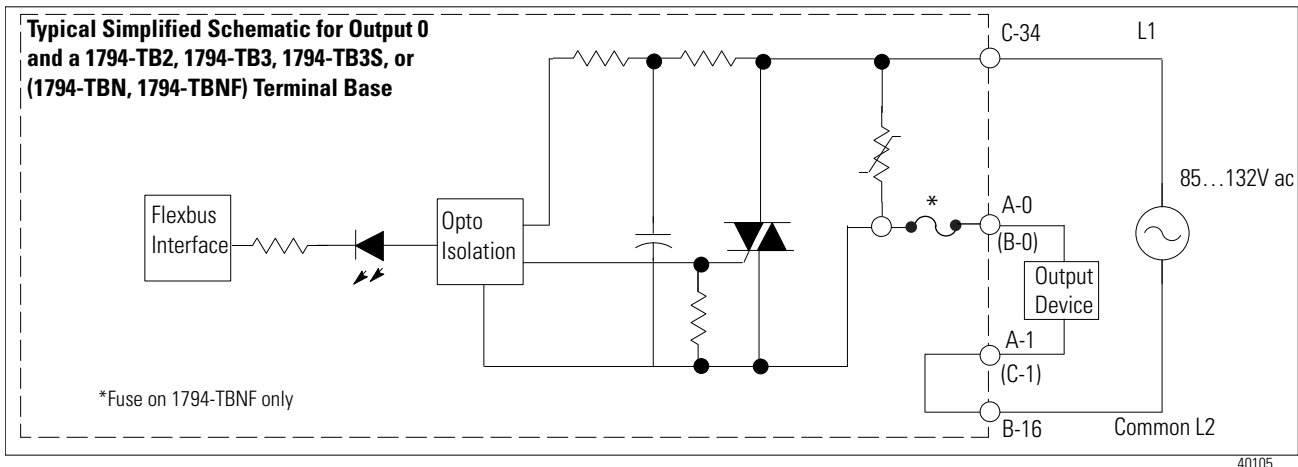 Typical Simplified Schematic for Output 0
and a 1794-TB2, 1794-TB3, 1794-TB3S, or
(1794-TBN, 1794-TBNF) Terminal Base
C-34
L1
85…132V ac
Flexbus
Interface
Opto
Isolation
*
A-0
(B-0)
Output
Device
A-1
(C-1)
*Fuse on 1794-TBNF only
B-16
Common L2
40105